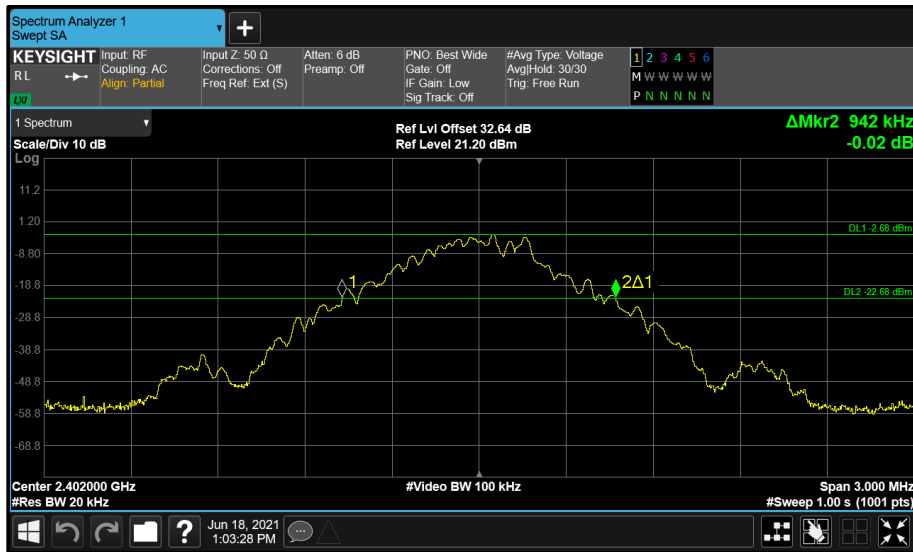 Spectrum Analyzer 1
Swept SA
+
KEYSIGHT
RL
LXI
Input: RF
Coupling: AC
Align: Partial
Input Z: 50 Ω
Corrections: Off
Freq Ref: Ext (S)
Atten: 6 dB
Preamp: Off
PNO: Best Wide
Gate: Off
IF Gain: Low
Sig Track: Off
#Avg Type: Voltage
Avg|Hold: 30/30
Trig: Free Run
1 2 3 4 5 6
M W W W W W
P N N N N N
1 Spectrum
Scale/Div 10 dB
Ref Lvl Offset 32.64 dB
Ref Level 21.20 dBm
ΔMkr2 942 kHz
-0.02 dB
Log
11.2
1.20
-8.80
-18.8
-28.8
-38.8
-48.8
-58.8
-68.8
DL1 -2.68 dBm
1
2Δ1
DL2 -22.68 dBm
Center 2.402000 GHz
#Video BW 100 kHz
Span 3.000 MHz
#Res BW 20 kHz
#Sweep 1.00 s (1001 pts)
?
Jun 18, 2021
1:03:28 PM